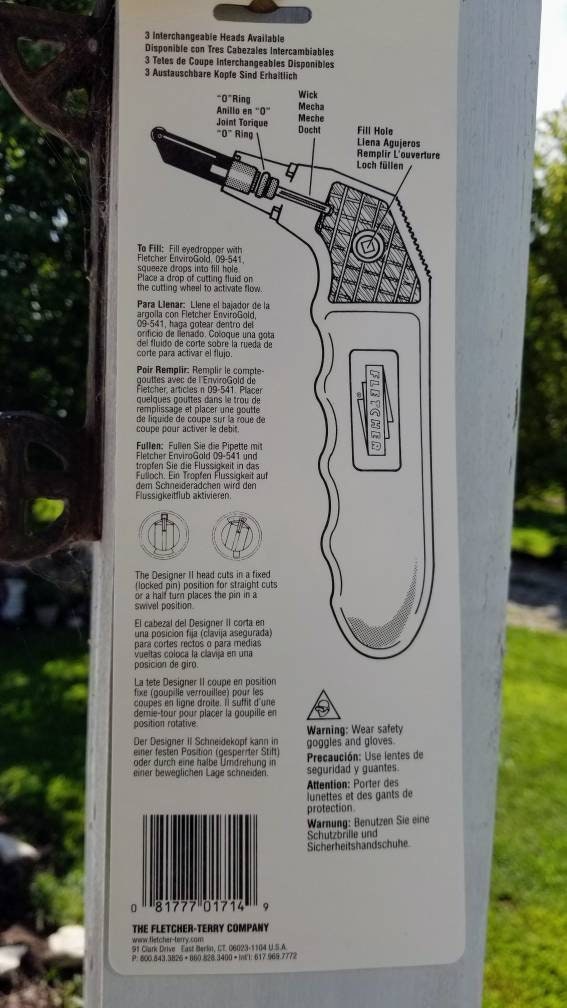 3 Interchangeable Heads Available
Disponible con Tres Cabezales Intercambiables
3 Tetes de Coupe Interchangeables Disponibles
3 Austauschbare Kopfe Sind Erhaltlich
"O"Ring
Anillo en "O"
Joint Torique
"O" Ring
Wick
Mecha
Meche
Docht
Fill Hole
Llena Agujeros
Remplir L'ouverture
Loch füllen
To Fill: Fill eyedropper with
Fletcher EnviroGold, 09-541,
squeeze drops into fill hole.
Place a drop of cutting fluid on
the cutting wheel to activate flow.
Para Llenar: Llene el bajador de la
argolla con Fletcher EnviroGold,
09-541, haga gotear dentro del
orificio de llenado. Coloque una gota
del fluido de corte sobre la rueda de
corte para activar el flujo.
Poir Remplir: Remplir le compte-
gouttes avec de l'EnviroGold de
Fletcher, articles n 09-541. Placer
quelques gouttes dans le trou de
remplissage et placer une goutte
de liquide de coupe sur la roue de
coupe pour activer le debit.
Fullen: Fullen Sie die Pipette mit
Fletcher EnviroGold 09-541 und
tropfen Sie die Flussigkeit in das
Fulloch. Ein Tropfen Flussigkeit auf
dem Schneideradchen wird den
Flussigkeitflub aktivieren.
FLETCHER
®
The Designer II head cuts in a fixed
(locked pin) position for straight cuts
or a half turn places the pin in a
swivel position.
El cabezal del Designer II corta en
una posicion fija (clavija asegurada)
para cortes rectos o para medias
vueltas coloca la clavija en una
posicion de giro.
La tete Designer II coupe en position
fixe (goupille verrouillee) pour les
coupes en ligne droite. Il suffit d'une
demie-tour pour placer la goupille en
position rotative.
Der Designer II Schneidekopf kann in
einer festen Position (gesperrter Stift)
oder durch eine halbe Umdrehung in
einer beweglichen Lage schneiden.
Warning: Wear safety
goggles and gloves.
Precaución: Use lentes de
seguridad y guantes.
Attention: Porter des
lunettes et des gants de
protection.
Warnung: Benutzen Sie eine
Schutzbrille und
Sicherheitshandschuhe.
0 81777 01714 9
THE FLETCHER-TERRY COMPANY
www.fletcher-terry.com
91 Clark Drive East Berlin, CT. 06023-1104 U.S.A.
P: 800.843.3826 • 860.828.3400 • Int'l: 617.969.7772